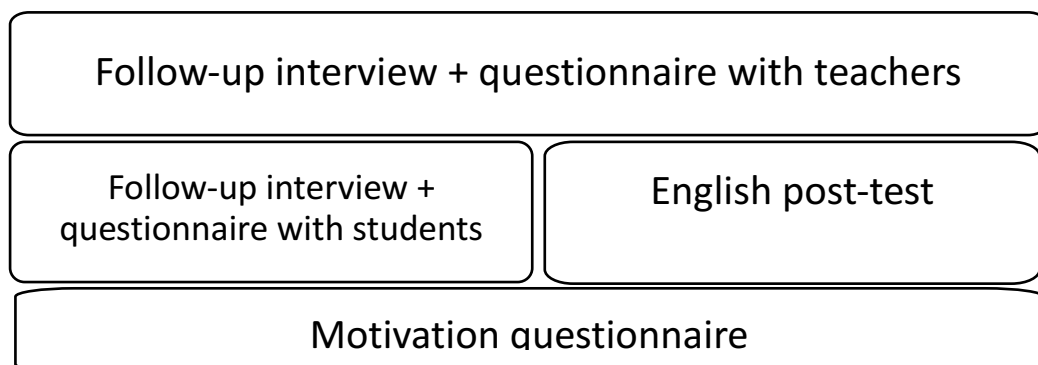 Follow-up interview + questionnaire with teachers
Follow-up interview +
questionnaire with students
English post-test
Motivation questionnaire